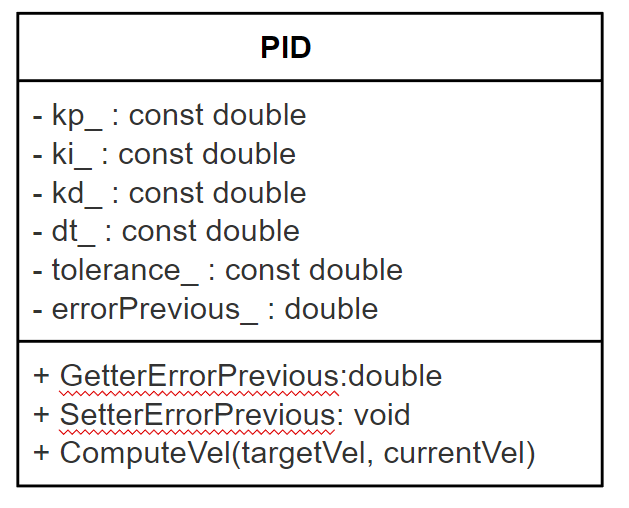 PID
- kp_ : const double
- ki_ : const double
- kd_ : const double
- dt_ : const double
- tolerance_ : const double
- errorPrevious_ : double
+ GetterErrorPrevious:double
+ SetterErrorPrevious: void
+ ComputeVel(targetVel, currentVel)